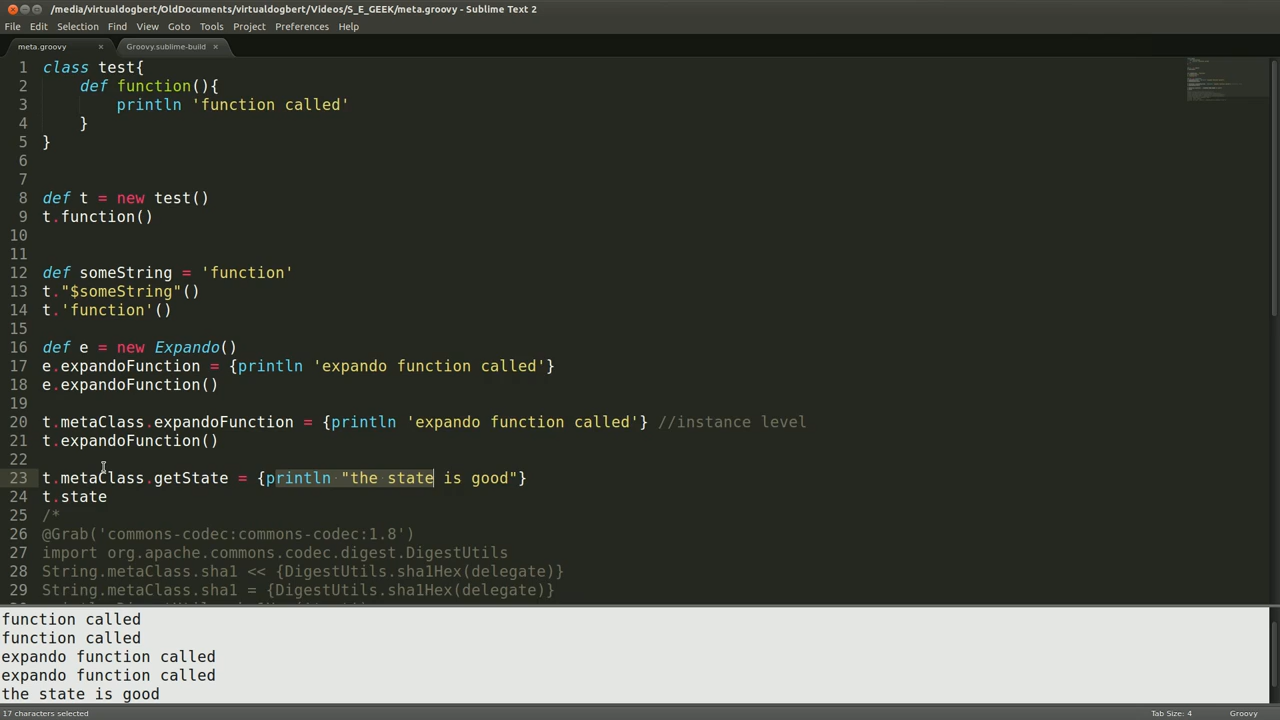 /media/virtualdogbert/OldDocuments/virtualdogbert/Videos/S_E_GEEK/meta.groovy - Sublime Text 2
File Edit Selection Find View Goto Tools Project Preferences Help
meta.groovy × Groovy.sublime-build ×
1 class test{
2 def function(){
3 println 'function called'
4 }
5 }
6
7
8 def t = new test()
9 t.function()
10
11
12 def someString = 'function'
13 t."$someString"()
14 t.'function'()
15
16 def e = new Expando()
17 e.expandoFunction = {println 'expando function called'}
18 e.expandoFunction()
19
20 t.metaClass.expandoFunction = {println 'expando function called'} //instance level
21 t.expandoFunction()
22
23 t.metaClass.getState = {println "the state is good"}
24 t.state
25 /*
26 @Grab('commons-codec:commons-codec:1.8')
27 import org.apache.commons.codec.digest.DigestUtils
28 String.metaClass.sha1 << {DigestUtils.sha1Hex(delegate)}
29 String.metaClass.sha1 = {DigestUtils.sha1Hex(delegate)}
function called
function called
expando function called
expando function called
the state is good
17 characters selected Tab Size: 4 Groovy